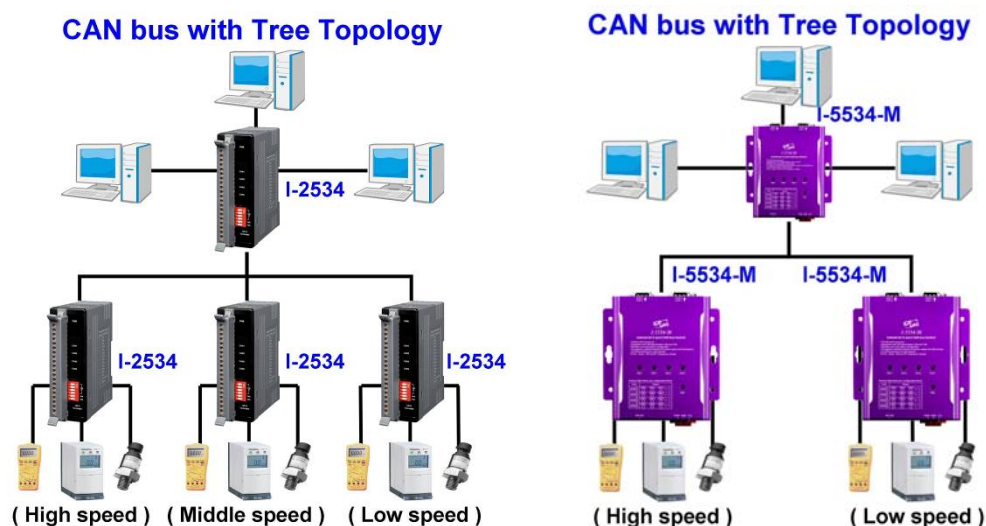 CAN bus with Tree Topology
I-2534
I-2534
I-2534
I-2534
( High speed )
( Middle speed )
( Low speed )
CAN bus with Tree Topology
I-5534-M
I-5534-M
I-5534-M
( High speed )
( Low speed )